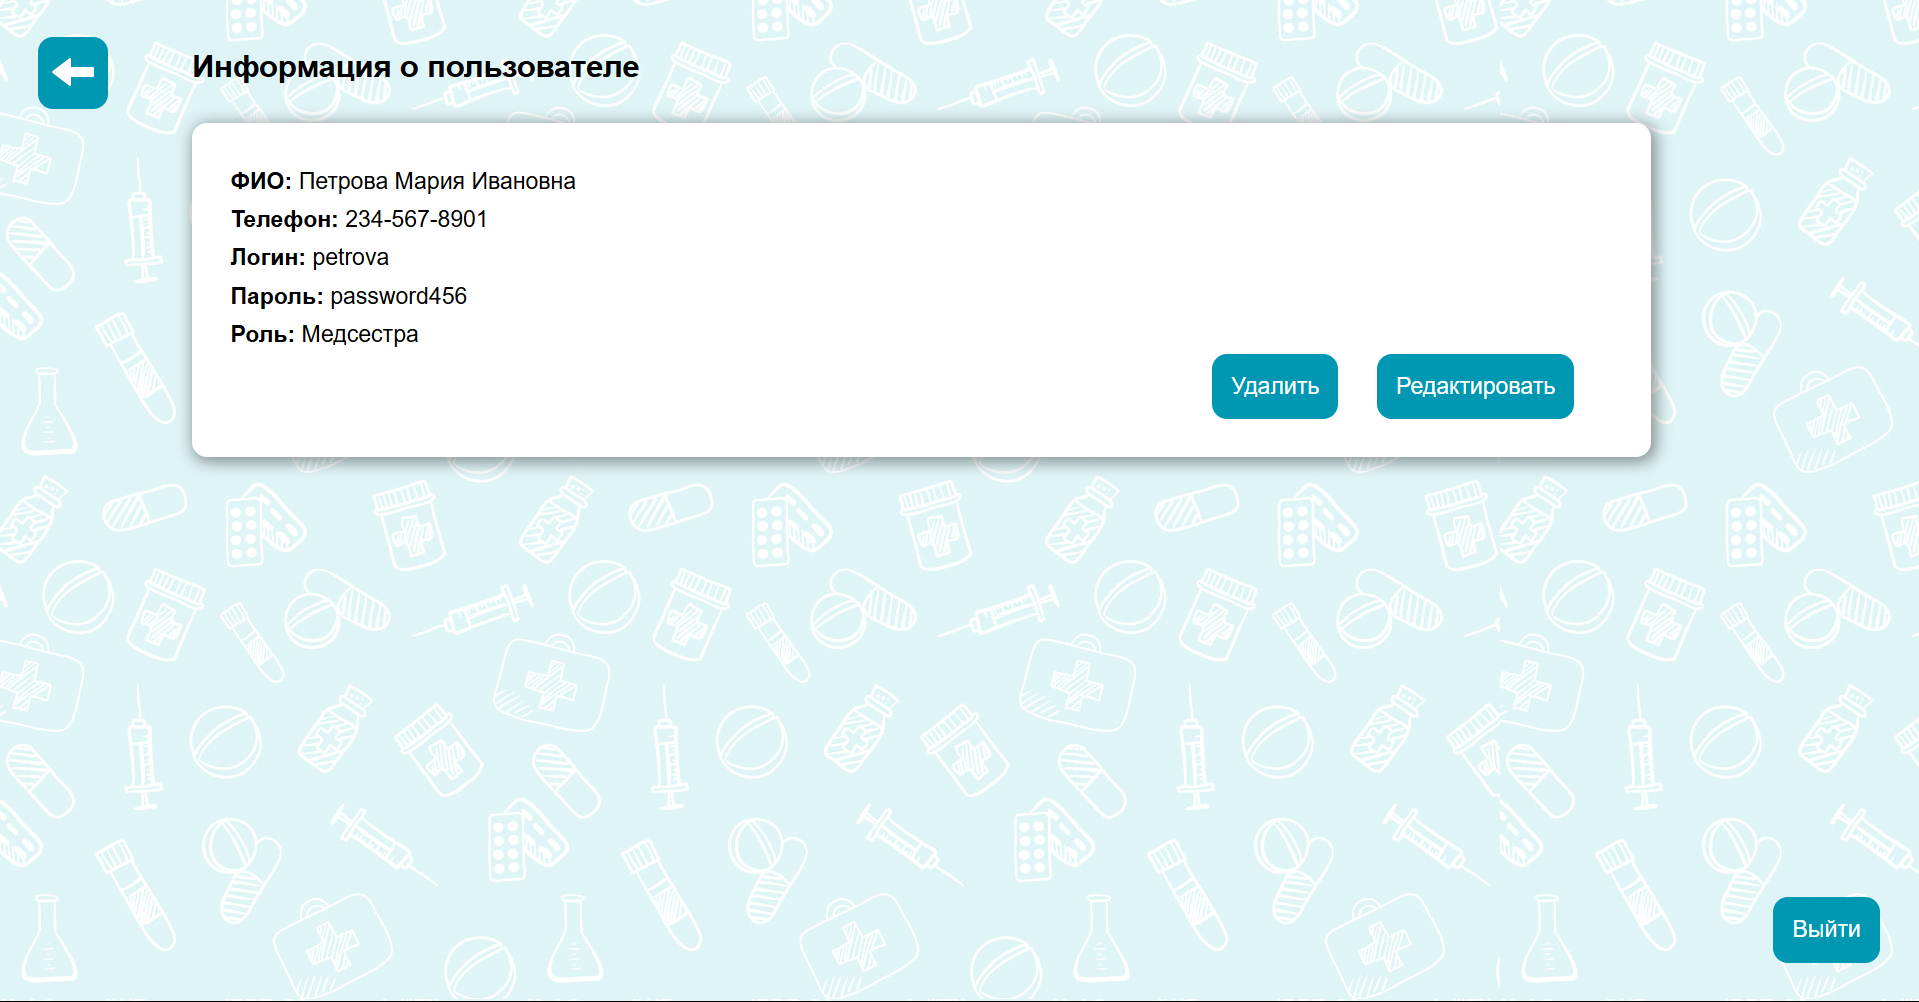 Информация о пользователе
ФИО: Петрова Мария Ивановна
Телефон: 234-567-8901
Логин: petrova
Пароль: password456
Роль: Медсестра
Удалить Редактировать
Выйти